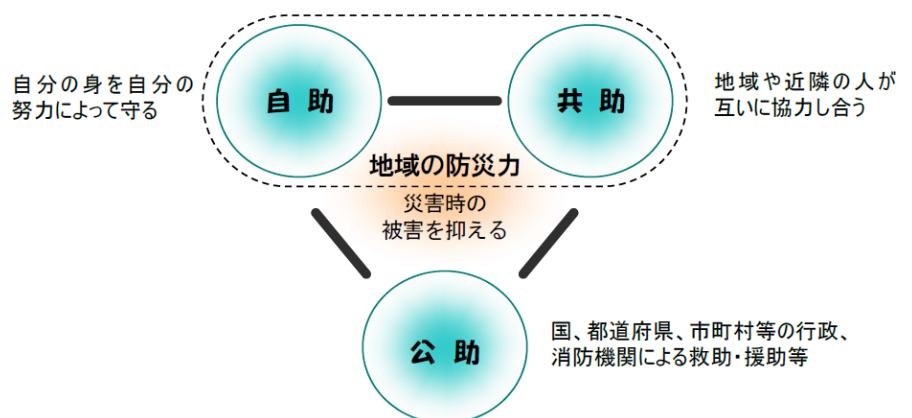 自分の身を自分の
努力によって守る
自助
共助
地域や近隣の人が
互いに協力し合う
地域の防災力
災害時の
被害を抑える
公助
国、都道府県、市町村等の行政、
消防機関による救助・援助等